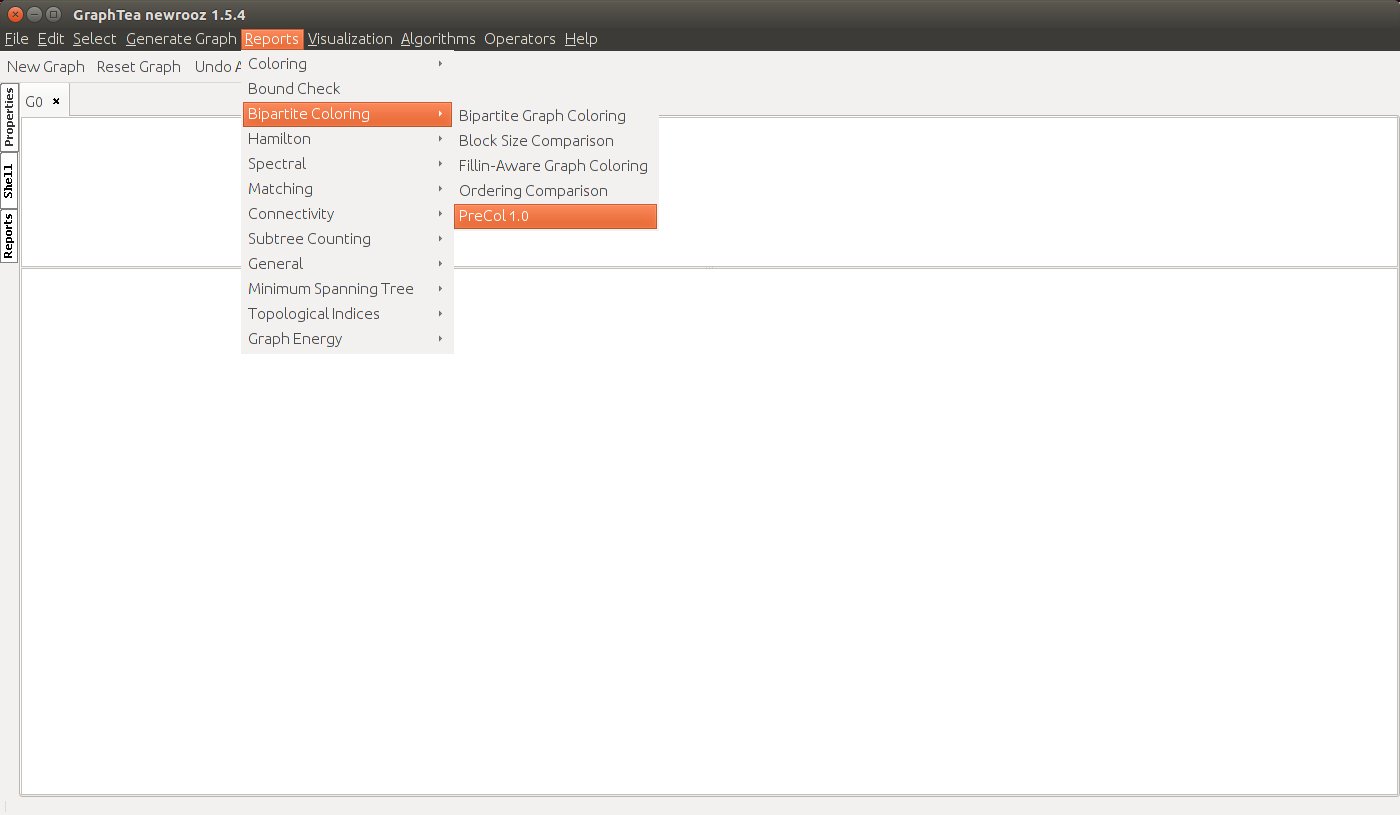 GraphTea newrooz 1.5.4
File Edit Select Generate Graph Reports Visualization Algorithms Operators Help
New Graph Reset Graph Undo
G0
Properties
Shell
Reports
Coloring
Bound Check
Bipartite Coloring
Hamilton
Spectral
Matching
Connectivity
Subtree Counting
General
Minimum Spanning Tree
Topological Indices
Graph Energy
Bipartite Graph Coloring
Block Size Comparison
Fillin-Aware Graph Coloring
Ordering Comparison
PreCol 1.0